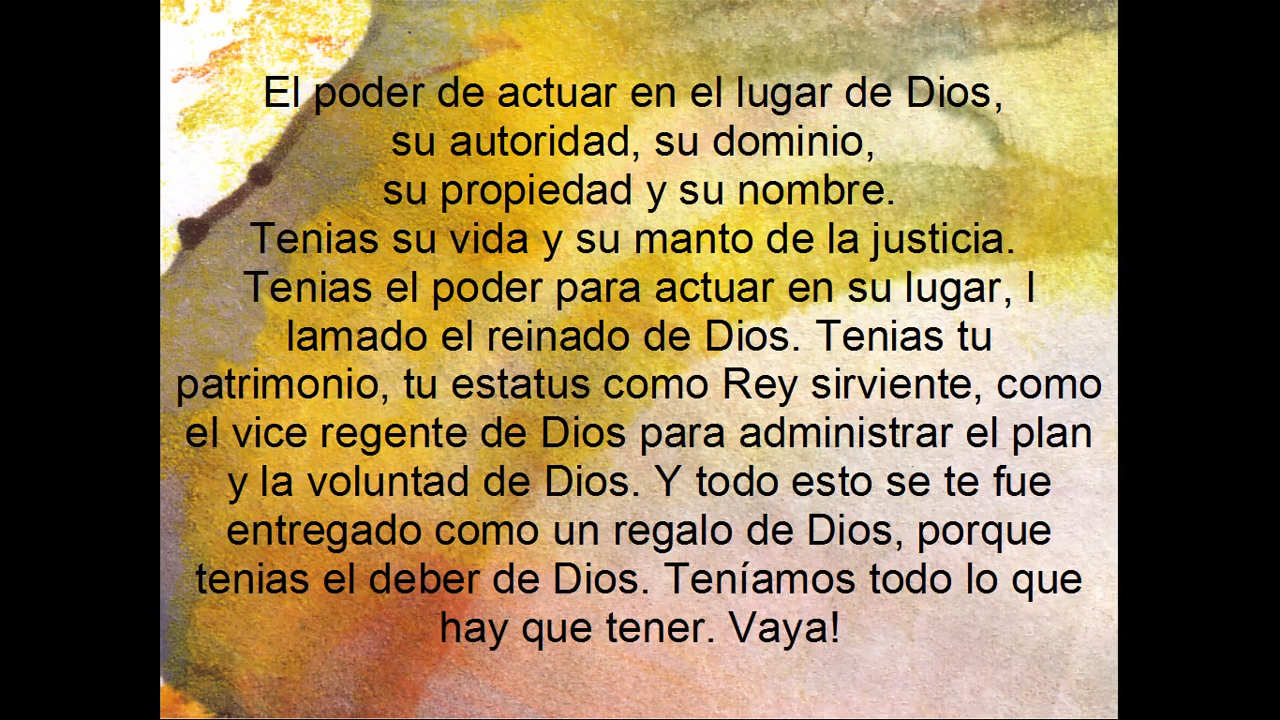 El poder de actuar en el lugar de Dios,
su autoridad, su dominio,
su propiedad y su nombre.
Tenias su vida y su manto de la justicia.
Tenias el poder para actuar en su lugar, l
lamado el reinado de Dios. Tenias tu
patrimonio, tu estatus como Rey sirviente, como
el vice regente de Dios para administrar el plan
y la voluntad de Dios. Y todo esto se te fue
entregado como un regalo de Dios, porque
tenias el deber de Dios. Teníamos todo lo que
hay que tener. Vaya!